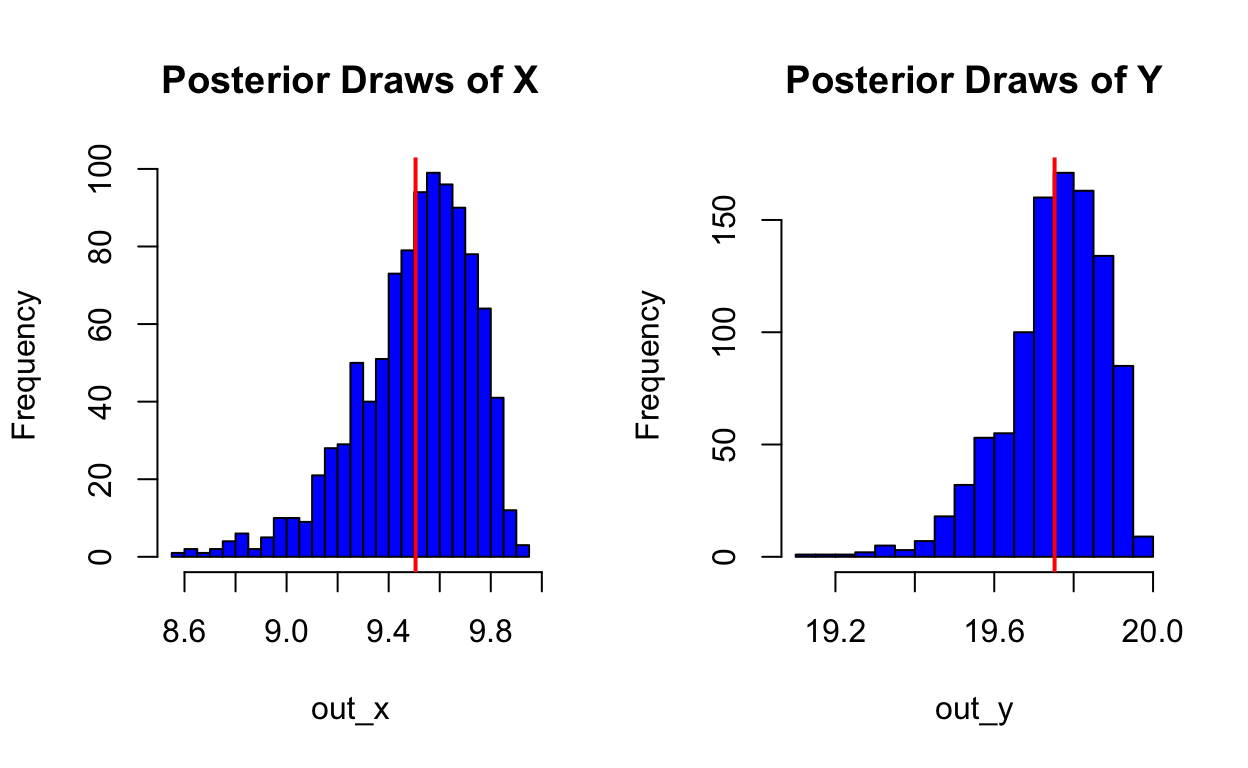 Posterior Draws of X
Frequency
100
80
60
40
20
0
8.6 9.0 9.4 9.8
out_x
Posterior Draws of Y
Frequency
150
100
50
0
19.2 19.6 20.0
out_y